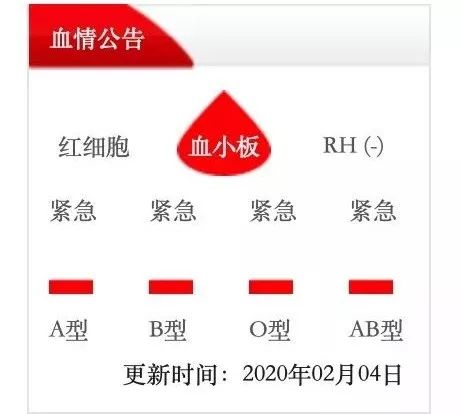 血情公告
红细胞 血小板 RH (-)
紧急 紧急 紧急 紧急
A型 B型 O型 AB型
更新时间：2020年02月04日